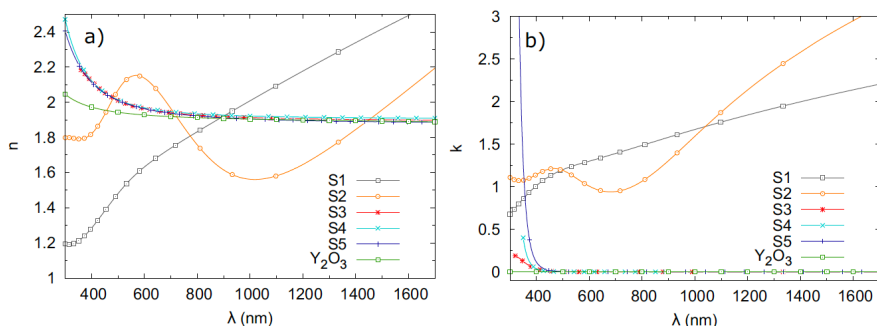 a)
n
2.4
2.2
2
1.8
1.6
1.4
1.2
1
400 600 800 1000 1200 1400 1600
λ (nm)
S1
S2
S3
S4
S5
Y₂O₃
b)
k
3
2.5
2
1.5
1
0.5
0
400 600 800 1000 1200 1400 1600
λ (nm)
S1
S2
S3
S4
S5
Y₂O₃